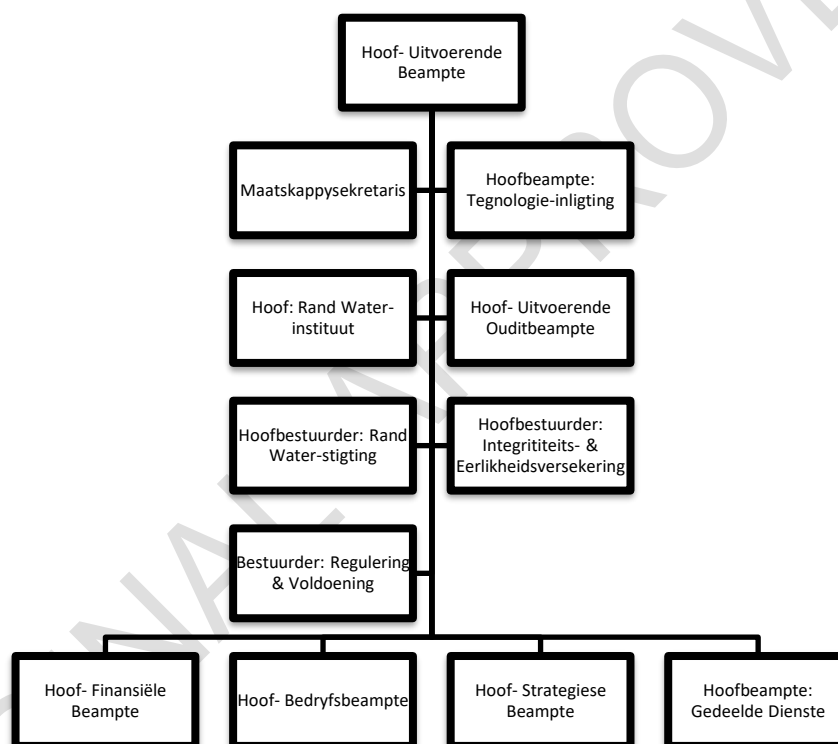 Hoof- Uitvoerende
Beampte
Maatskappysekretaris
Hoofbeampte:
Tegnologie-inligting
Hoof: Rand Water-
instituut
Hoof- Uitvoerende
Ouditbeampte
Hoofbestuurder: Rand
Water-stigting
Hoofbestuurder:
Integrititeits- &
Eerlikheidsversekering
Bestuurder: Regulering
& Voldoening
Hoof- Finansiële
Beampte
Hoof- Bedryfsbeampte
Hoof- Strategiese
Beampte
Hoofbeampte:
Gedeelde Dienste